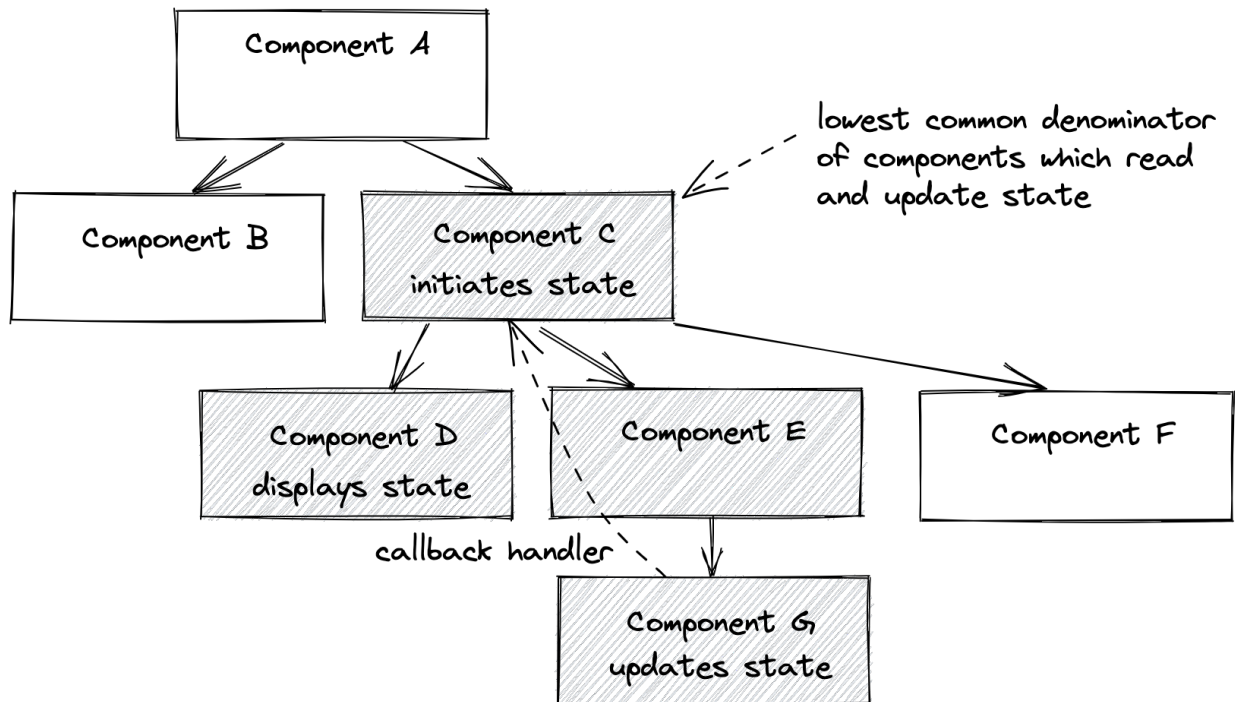 Component A
lowest common denominator
of components which read
and update state
Component B
Component C
initiates state
Component D
displays state
Component E
Component F
callback handler
Component G
updates state